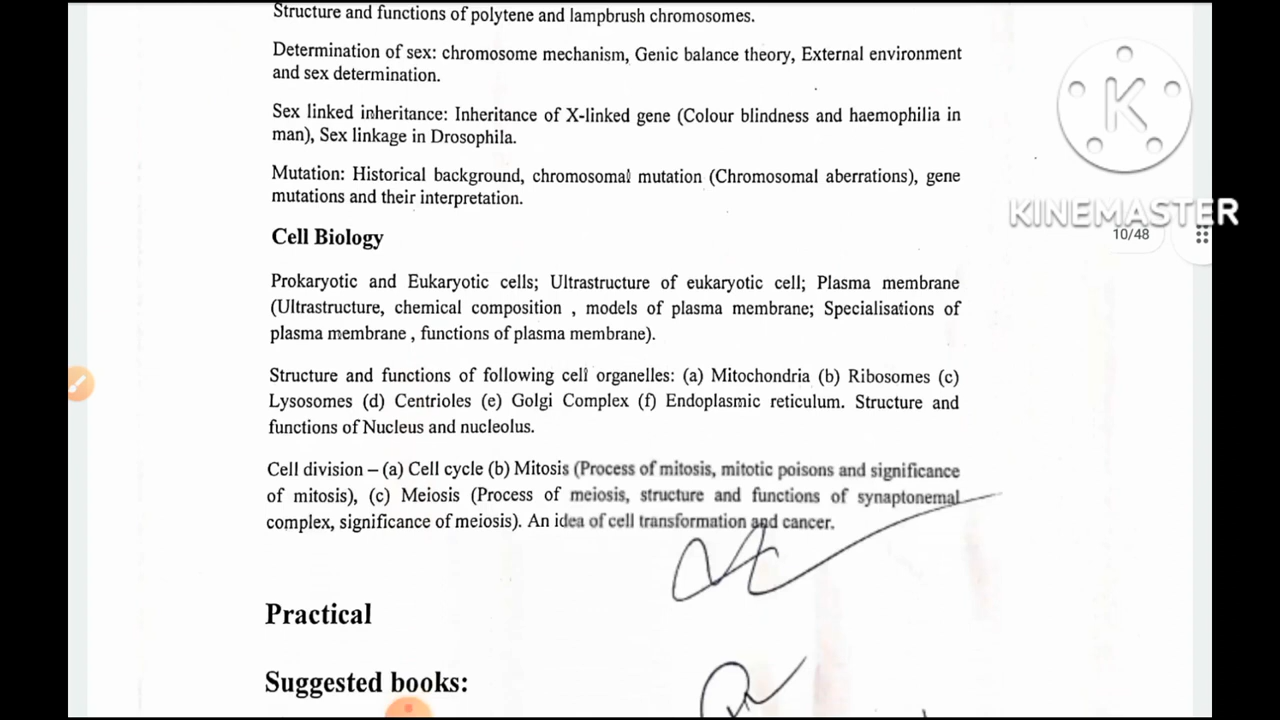 Structure and functions of polytene and lampbrush chromosomes.
Determination of sex: chromosome mechanism, Genic balance theory, External environment
and sex determination.
Sex linked inheritance: Inheritance of X-linked gene (Colour blindness and haemophilia in
man), Sex linkage in Drosophila.
Mutation: Historical background, chromosomal mutation (Chromosomal aberrations), gene
mutations and their interpretation.
K
KINEMASTER
10/48
Cell Biology
Prokaryotic and Eukaryotic cells; Ultrastructure of eukaryotic cell; Plasma membrane
(Ultrastructure, chemical composition , models of plasma membrane; Specialisations of
plasma membrane , functions of plasma membrane).
Structure and functions of following cell organelles: (a) Mitochondria (b) Ribosomes (c)
Lysosomes (d) Centrioles (e) Golgi Complex (f) Endoplasmic reticulum. Structure and
functions of Nucleus and nucleolus.
Cell division – (a) Cell cycle (b) Mitosis (Process of mitosis, mitotic poisons and significance
of mitosis), (c) Meiosis (Process of meiosis, structure and functions of synaptonemal
complex, significance of meiosis). An idea of cell transformation and cancer.
Practical
Suggested books: